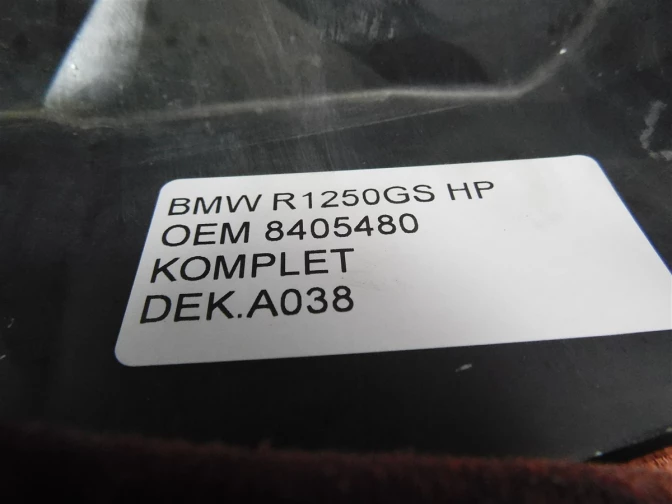 BMW R1250GS HP
OEM 8405480
KOMPLET
DEK.A038